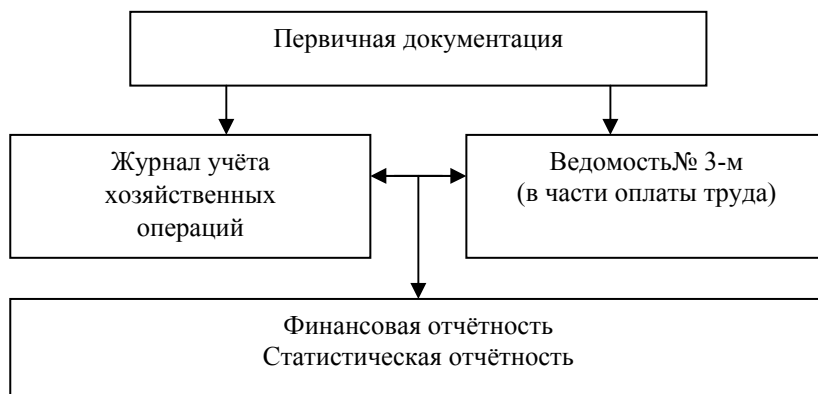 Первичная документация
Журнал учёта
хозяйственных
операций
Ведомость№ 3-м
(в части оплаты труда)
Финансовая отчётность
Статистическая отчётность